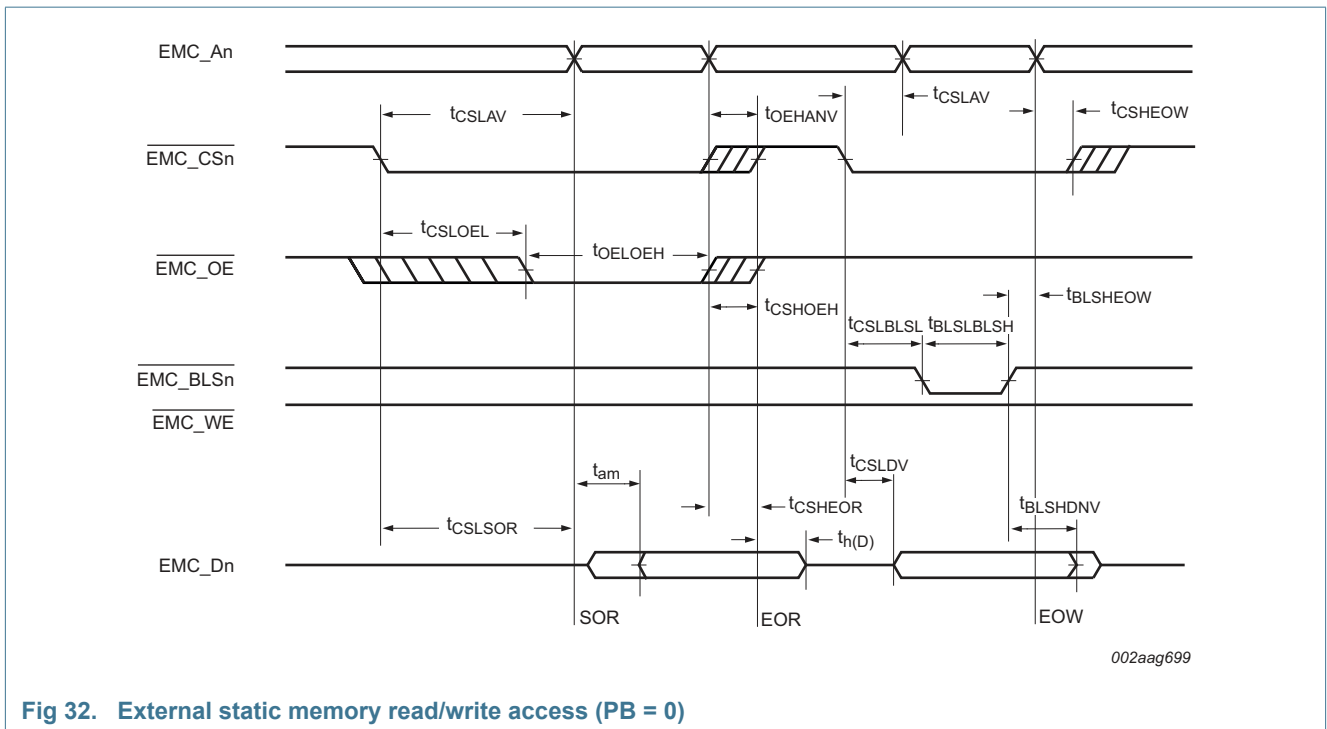 EMC_An
tCSLAV
tOEHANV
tCSLAV
tCSHEOW
EMC_CSn
tCSLOEL
tOELOEH
EMC_OE
tCSHOEH
tBLSHEOW
tCSLBLSL
tBLSLBLSH
EMC_BLSn
EMC_WE
tam
tCSLDV
tCSLSOR
tCSHEOR
tBLSHDNV
th(D)
EMC_Dn
SOR
EOR
EOW
002aag699
Fig 32. External static memory read/write access (PB = 0)